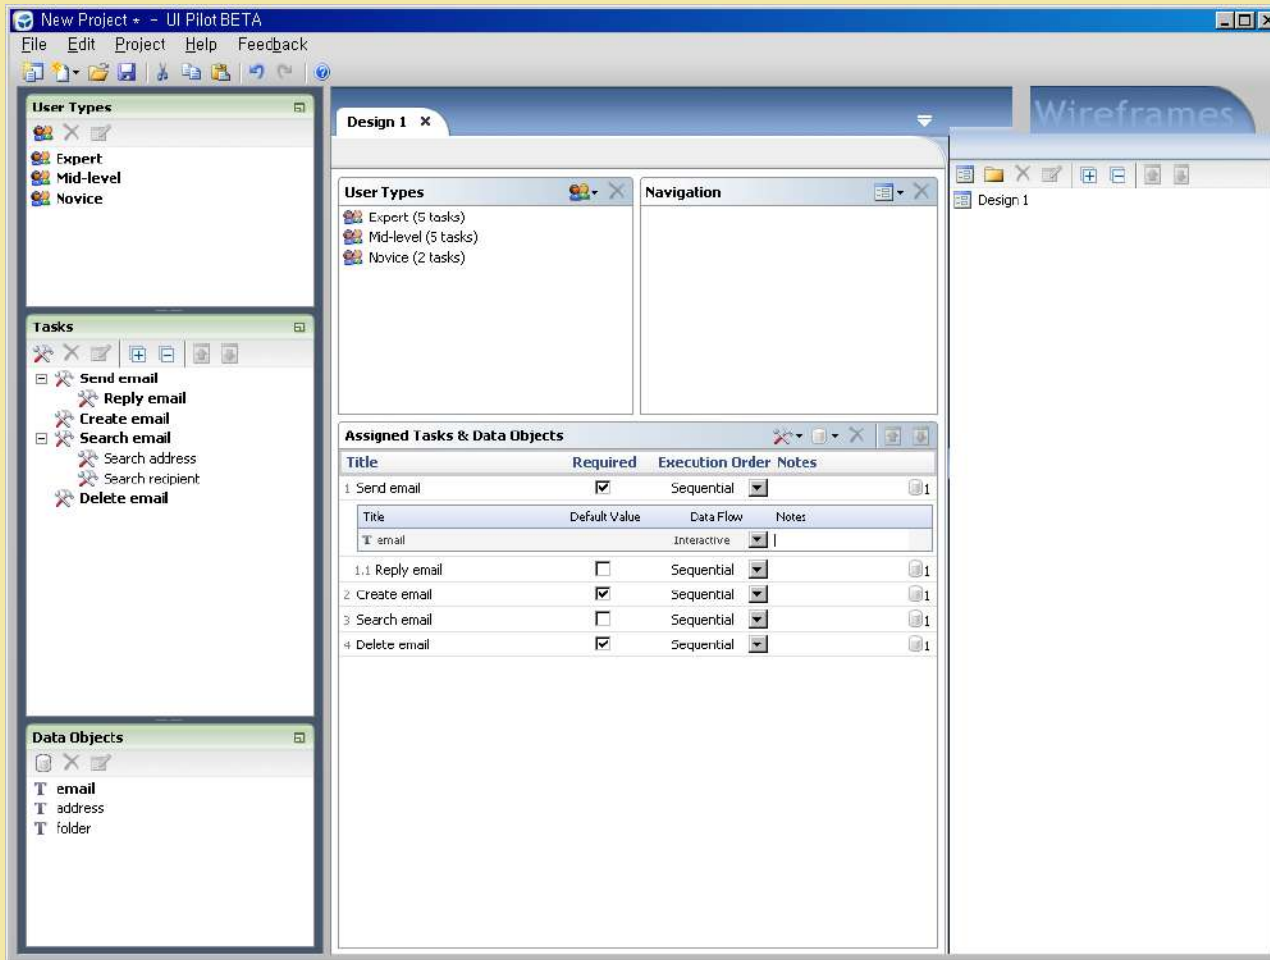 New Project * - UI Pilot BETA
File Edit Project Help Feedback
User Types
Expert
Mid-level
Novice
Tasks
Send email
Reply email
Create email
Search email
Search address
Search recipient
Delete email
Data Objects
email
address
folder
Design 1
User Types
Expert (5 tasks)
Mid-level (5 tasks)
Novice (2 tasks)
Navigation
Assigned Tasks & Data Objects
Title Required Execution Order Notes
1 Send email Sequential 1
Title Default Value Data Flow Notes
T email Interactive
1.1 Reply email Sequential 1
2 Create email Sequential 1
3 Search email Sequential 1
4 Delete email Sequential 1
Wireframes
Design 1